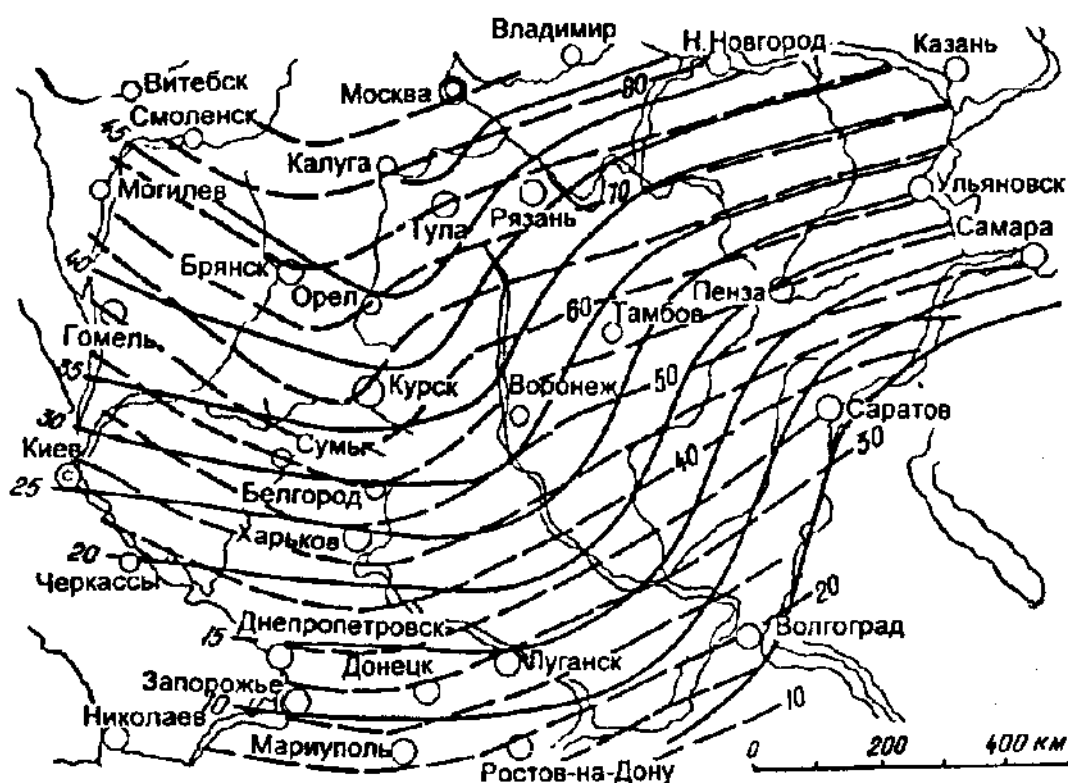 Владимир
Н.Новгород
Казань
Витебск
Москва
80
Смоленск
45
Калуга
Могилев
Тула
Рязань
70
Ульяновск
Самара
40
Брянск
Орел
Пенза
60
Тамбов
Гомель
35
Курск
Воронеж
50
Саратов
30
Киев
с
Сумы
40
30
25
Белгород
Харьков
20
Черкассы
20
15
Днепропетровск
Волгоград
Донецк
Луганск
Запорожье
10
10
Николаев
Мариуполь
Ростов-на-Дону
0 200 400 км